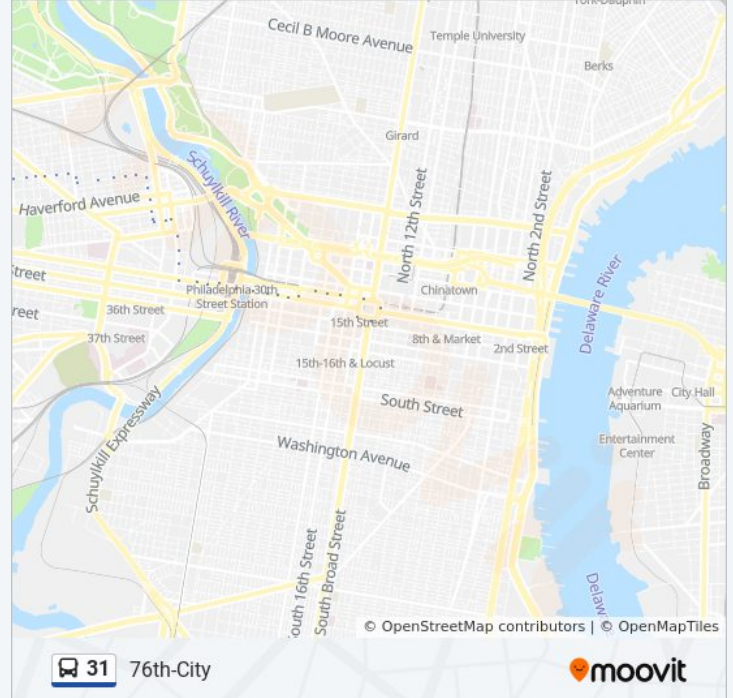 York-Dauphin
Cecil B Moore Avenue
Temple University
Berks
Girard
Schuylkill River
Haverford Avenue
North 12th Street
North 2nd Street
Delaware River
Street
Philadelphia 30th
Street Station
Chinatown
36th Street
reet
15th Street
37th Street
8th & Market
2nd Street
15th-16th & Locust
Adventure
Aquarium
City Hall
South Street
Schuylkill Expressway
Washington Avenue
Entertainment
Center
Broadway
outh 16th Street
South Broad Street
Delaw
© OpenStreetMap contributors | © OpenMapTiles
31 76th-City
moovit